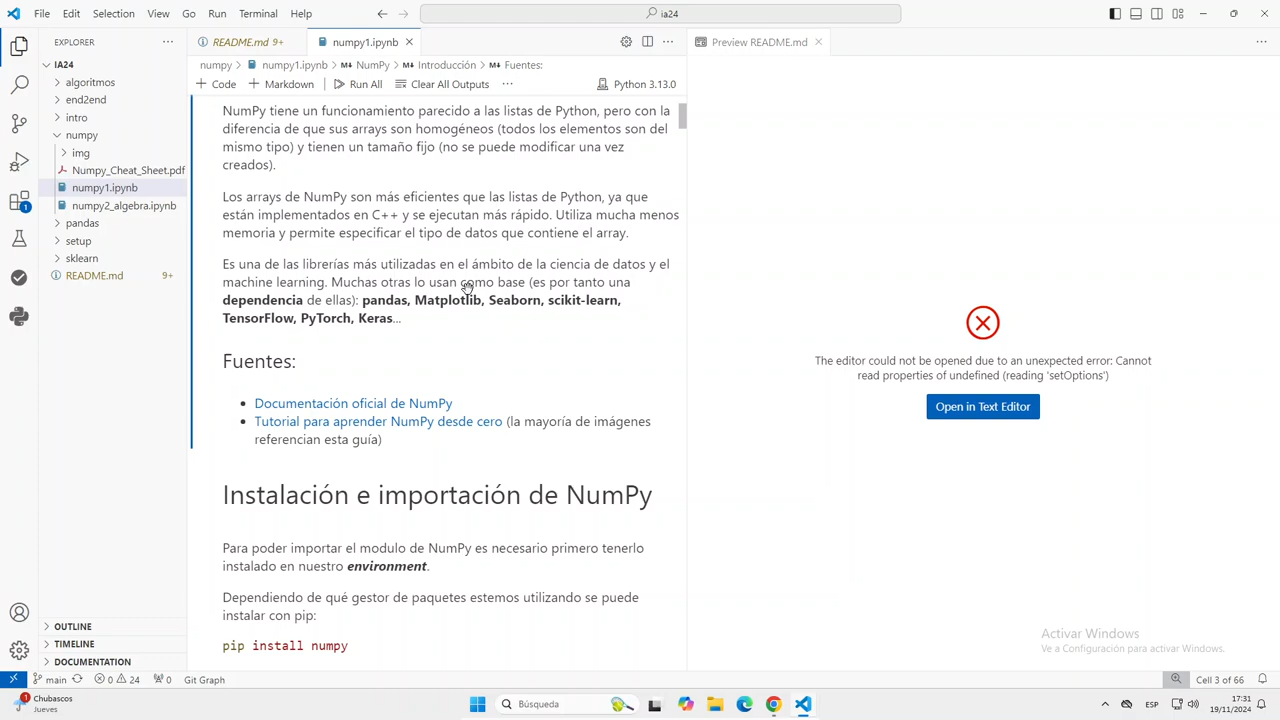 File Edit Selection View Go Run Terminal Help
ia24
EXPLORER
IA24
algoritmos
end2end
intro
numpy
img
Numpy_Cheat_Sheet.pdf
numpy1.ipynb
numpy2_algebra.ipynb
pandas
setup
sklearn
README.md 9+
OUTLINE
TIMELINE
DOCUMENTATION
1
README.md 9+
numpy1.ipynb
numpy > numpy1.ipynb > NumPy > Introducción > Fuentes:
+ Code + Markdown Run All Clear All Outputs ... Python 3.13.0
NumPy tiene un funcionamiento parecido a las listas de Python, pero con la
diferencia de que sus arrays son homogéneos (todos los elementos son del
mismo tipo) y tienen un tamaño fijo (no se puede modificar una vez
creados).
Los arrays de NumPy son más eficientes que las listas de Python, ya que
están implementados en C++ y se ejecutan más rápido. Utiliza mucha menos
memoria y permite especificar el tipo de datos que contiene el array.
Es una de las librerías más utilizadas en el ámbito de la ciencia de datos y el
machine learning. Muchas otras lo usan como base (es por tanto una
dependencia de ellas): pandas, Matplotlib, Seaborn, scikit-learn,
TensorFlow, PyTorch, Keras...
Fuentes:
• Documentación oficial de NumPy
• Tutorial para aprender NumPy desde cero (la mayoría de imágenes
referencian esta guía)
Instalación e importación de NumPy
Para poder importar el modulo de NumPy es necesario primero tenerlo
instalado en nuestro environment.
Dependiendo de qué gestor de paquetes estemos utilizando se puede
instalar con pip:
pip install numpy
Preview README.md
The editor could not be opened due to an unexpected error: Cannot
read properties of undefined (reading 'setOptions')
Open in Text Editor
Activar Windows
Ve a Configuración para activar Windows.
main 0 24 0 Git Graph Cell 3 of 66
1 Chubascos
Jueves
Búsqueda
ESP
17:31
19/11/2024